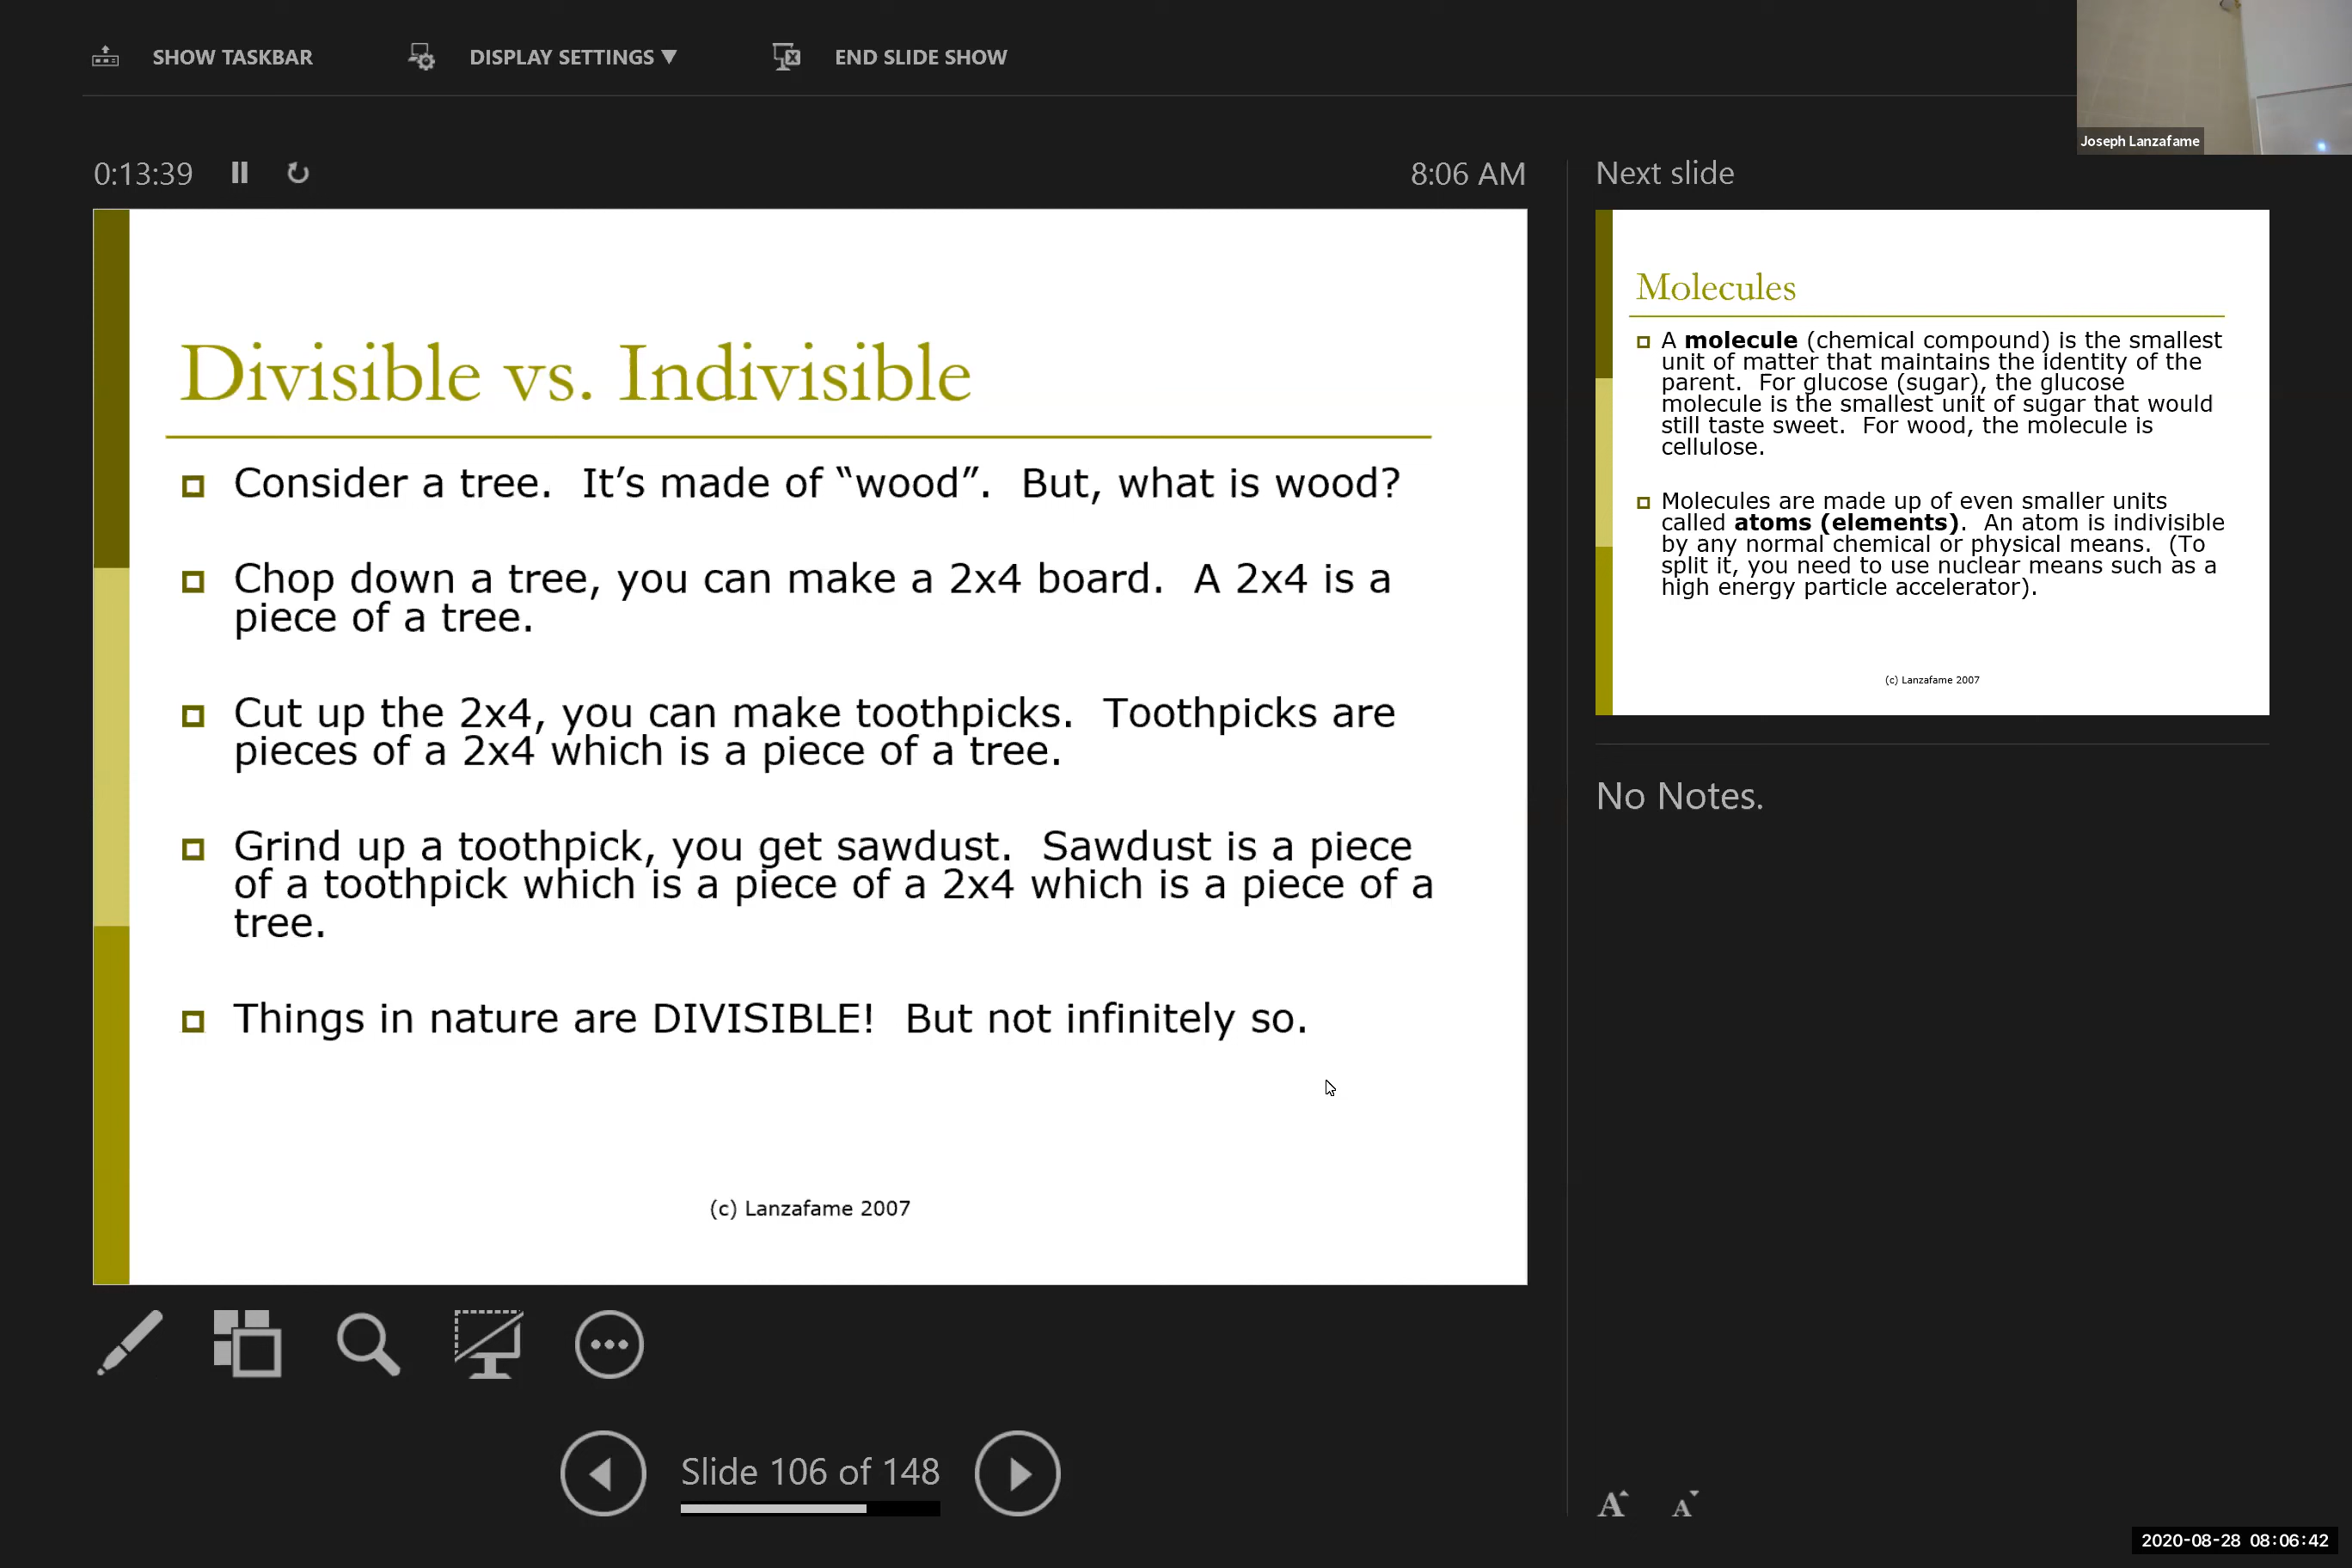 SHOW TASKBAR
DISPLAY SETTINGS ▼
END SLIDE SHOW
Joseph Lanzafame
0:13:39
8:06 AM
Divisible vs. Indivisible
Consider a tree.  It’s made of “wood”.  But, what is wood?
Chop down a tree, you can make a 2x4 board.  A 2x4 is a
piece of a tree.
Cut up the 2x4, you can make toothpicks.  Toothpicks are
pieces of a 2x4 which is a piece of a tree.
Grind up a toothpick, you get sawdust.  Sawdust is a piece
of a toothpick which is a piece of a 2x4 which is a piece of a
tree.
Things in nature are DIVISIBLE!  But not infinitely so.
(c) Lanzafame 2007
Slide 106 of 148
Next slide
Molecules
A molecule (chemical compound) is the smallest
unit of matter that maintains the identity of the
parent.  For glucose (sugar), the glucose
molecule is the smallest unit of sugar that would
still taste sweet.  For wood, the molecule is
cellulose.
Molecules are made up of even smaller units
called atoms (elements).  An atom is indivisible
by any normal chemical or physical means.  (To
split it, you need to use nuclear means such as a
high energy particle accelerator).
(c) Lanzafame 2007
No Notes.
A A
2020-08-28 08:06:42